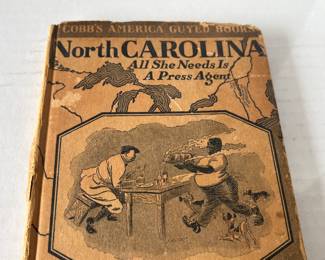 COBB'S AMERICA GUYED BOOKS
North CAROLINA
All She Needs Is
A Press Agent